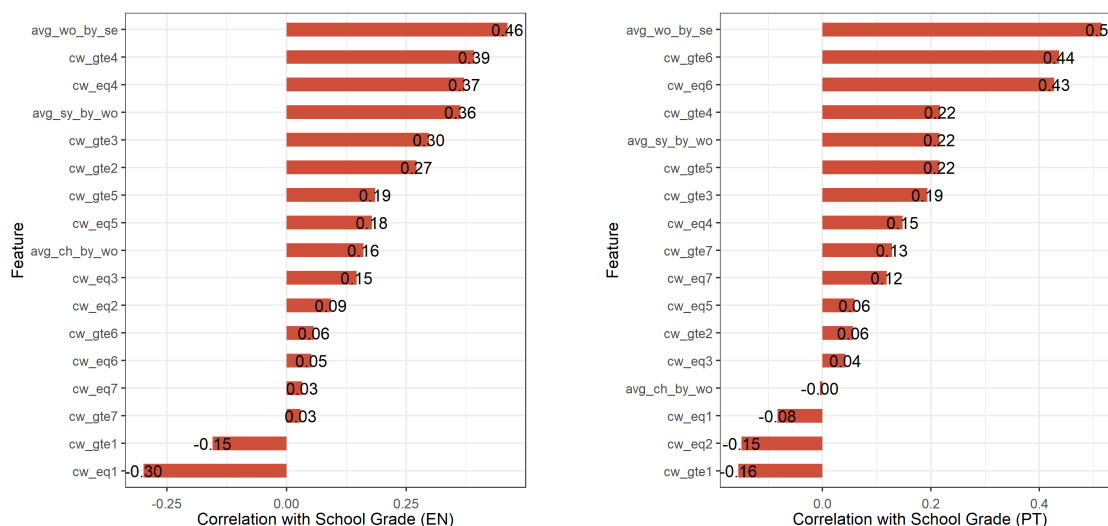 avg_wo_by_se 0.46
cw_gte4 0.39
cw_eq4 0.37
avg_sy_by_wo 0.36
cw_gte3 0.30
cw_gte2 0.27
cw_gte5 0.19
cw_eq5 0.18
avg_ch_by_wo 0.16
cw_eq3 0.15
cw_eq2 0.09
cw_gte6 0.06
cw_eq6 0.05
cw_eq7 0.03
cw_gte7 0.03
cw_gte1 -0.15
cw_eq1 -0.30
-0.25 0.00 0.25
Correlation with School Grade (EN)
Feature
avg_wo_by_se 0.5
cw_gte6 0.44
cw_eq6 0.43
cw_gte4 0.22
avg_sy_by_wo 0.22
cw_gte5 0.22
cw_gte3 0.19
cw_eq4 0.15
cw_gte7 0.13
cw_eq7 0.12
cw_eq5 0.06
cw_gte2 0.06
cw_eq3 0.04
avg_ch_by_wo -0.00
cw_eq1 -0.08
cw_eq2 -0.15
cw_gte1 -0.16
0.0 0.2 0.4
Correlation with School Grade (PT)
Feature